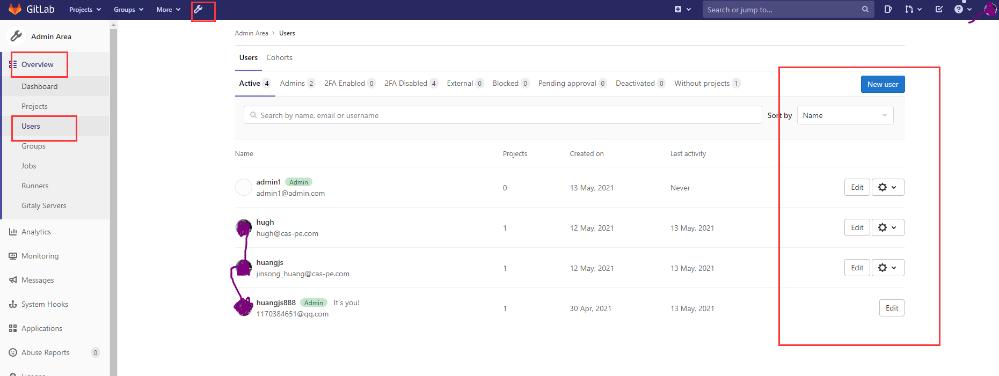 GitLab Projects Groups More Search or jump to...
Admin Area
Overview
Dashboard
Projects
Users
Groups
Jobs
Runners
Gitaly Servers
Analytics
Monitoring
Messages
System Hooks
Applications
Abuse Reports 0
License
Admin Area > Users
Users Cohorts
Active 4 Admins 2 2FA Enabled 0 2FA Disabled 4 External 0 Blocked 0 Pending approval 0 Deactivated 0 Without projects 1 New user
Search by name, email or username Sort by Name
Name Projects Created on Last activity
admin1 Admin
admin1@admin.com 0 13 May, 2021 Never Edit
hugh
hugh@cas-pe.com 1 12 May, 2021 13 May, 2021 Edit
huangjs
jinsong_huang@cas-pe.com 1 12 May, 2021 13 May, 2021 Edit
huangjs888 Admin It's you!
1170384651@qq.com 1 30 Apr, 2021 13 May, 2021 Edit